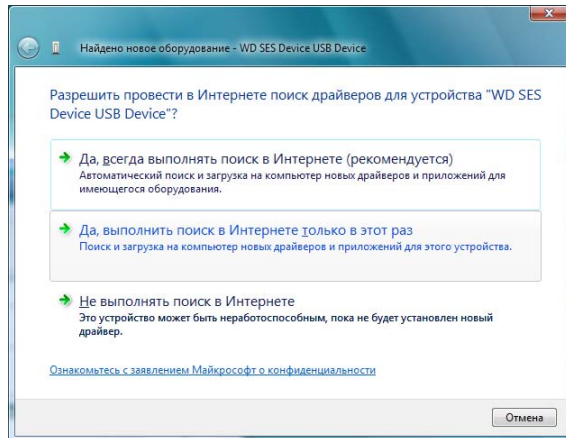 Найдено новое оборудование - WD SES Device USB Device
Разрешить провести в Интернете поиск драйверов для устройства "WD SES
Device USB Device"?
Да, всегда выполнять поиск в Интернете (рекомендуется)
Автоматический поиск и загрузка на компьютер новых драйверов и приложений для
имеющегося оборудования.
Да, выполнить поиск в Интернете только в этот раз
Поиск и загрузка на компьютер новых драйверов и приложений для этого устройства.
Не выполнять поиск в Интернете
Это устройство может быть неработоспособным, пока не будет установлен новый
драйвер.
Ознакомьтесь с заявлением Майкрософт о конфиденциальности
Отмена